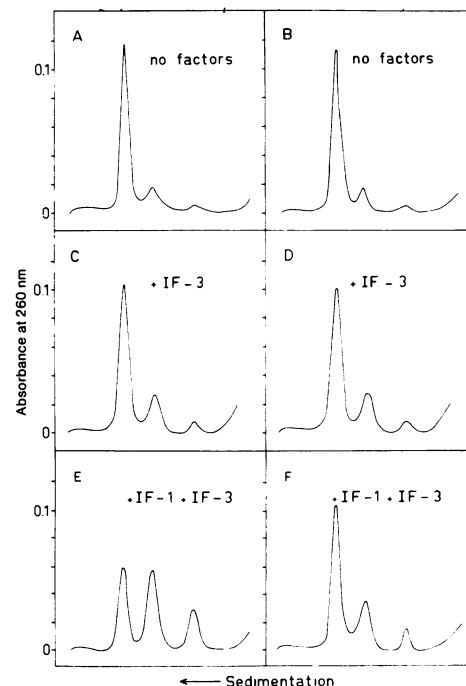 A
no factors
B
no factors
0.1
0
C
+ IF - 3
D
+ IF - 3
0.1
0
Absorbance at 260 nm
E
+ IF - 1 + IF - 3
F
+ IF - 1 + IF - 3
0.1
0
← Sedimentation